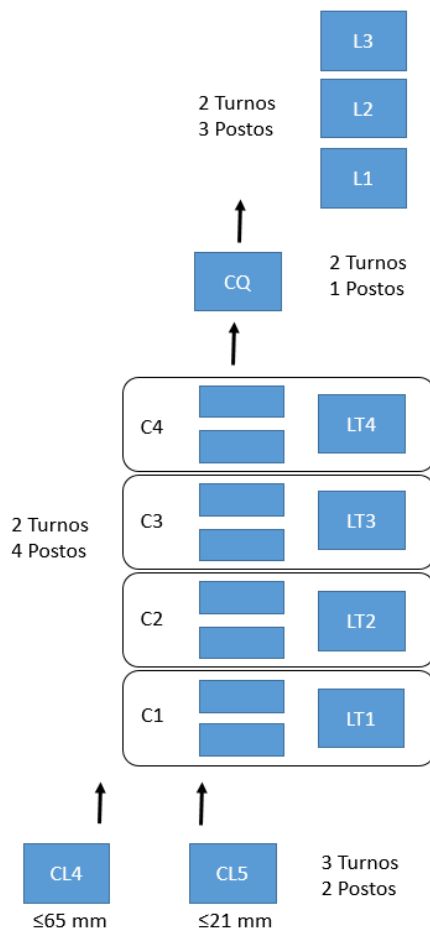 L3
2 Turnos
3 Postos
L2
L1
CQ
2 Turnos
1 Postos
C4
LT4
2 Turnos
4 Postos
C3
LT3
C2
LT2
C1
LT1
CL4
CL5
3 Turnos
2 Postos
≤65 mm
≤21 mm